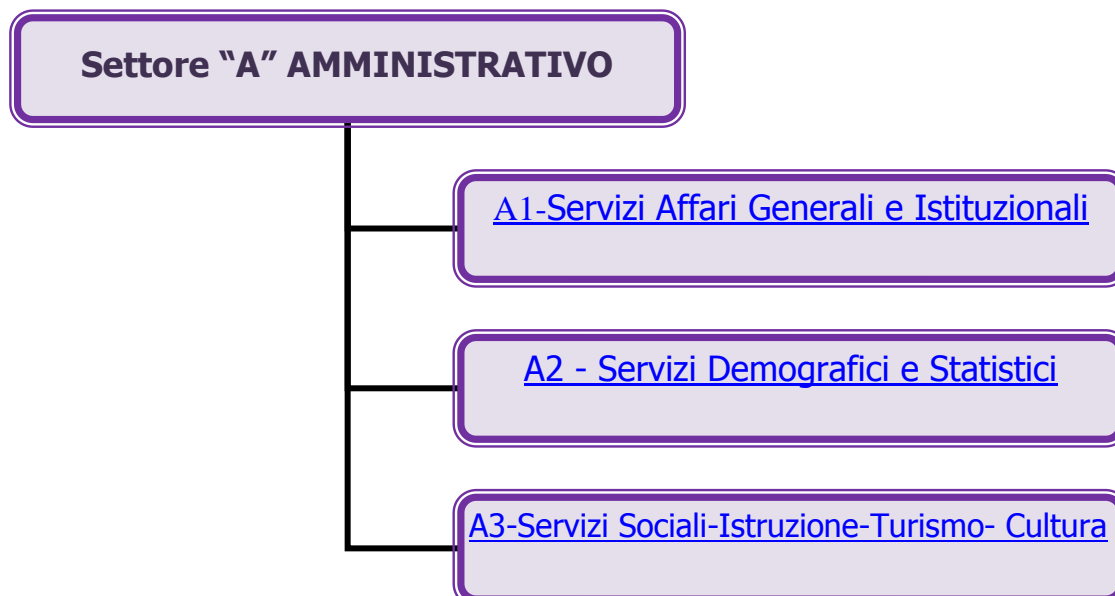 Settore “A” AMMINISTRATIVO
A1-Servizi Affari Generali e Istituzionali
A2 - Servizi Demografici e Statistici
A3-Servizi Sociali-Istruzione-Turismo- Cultura